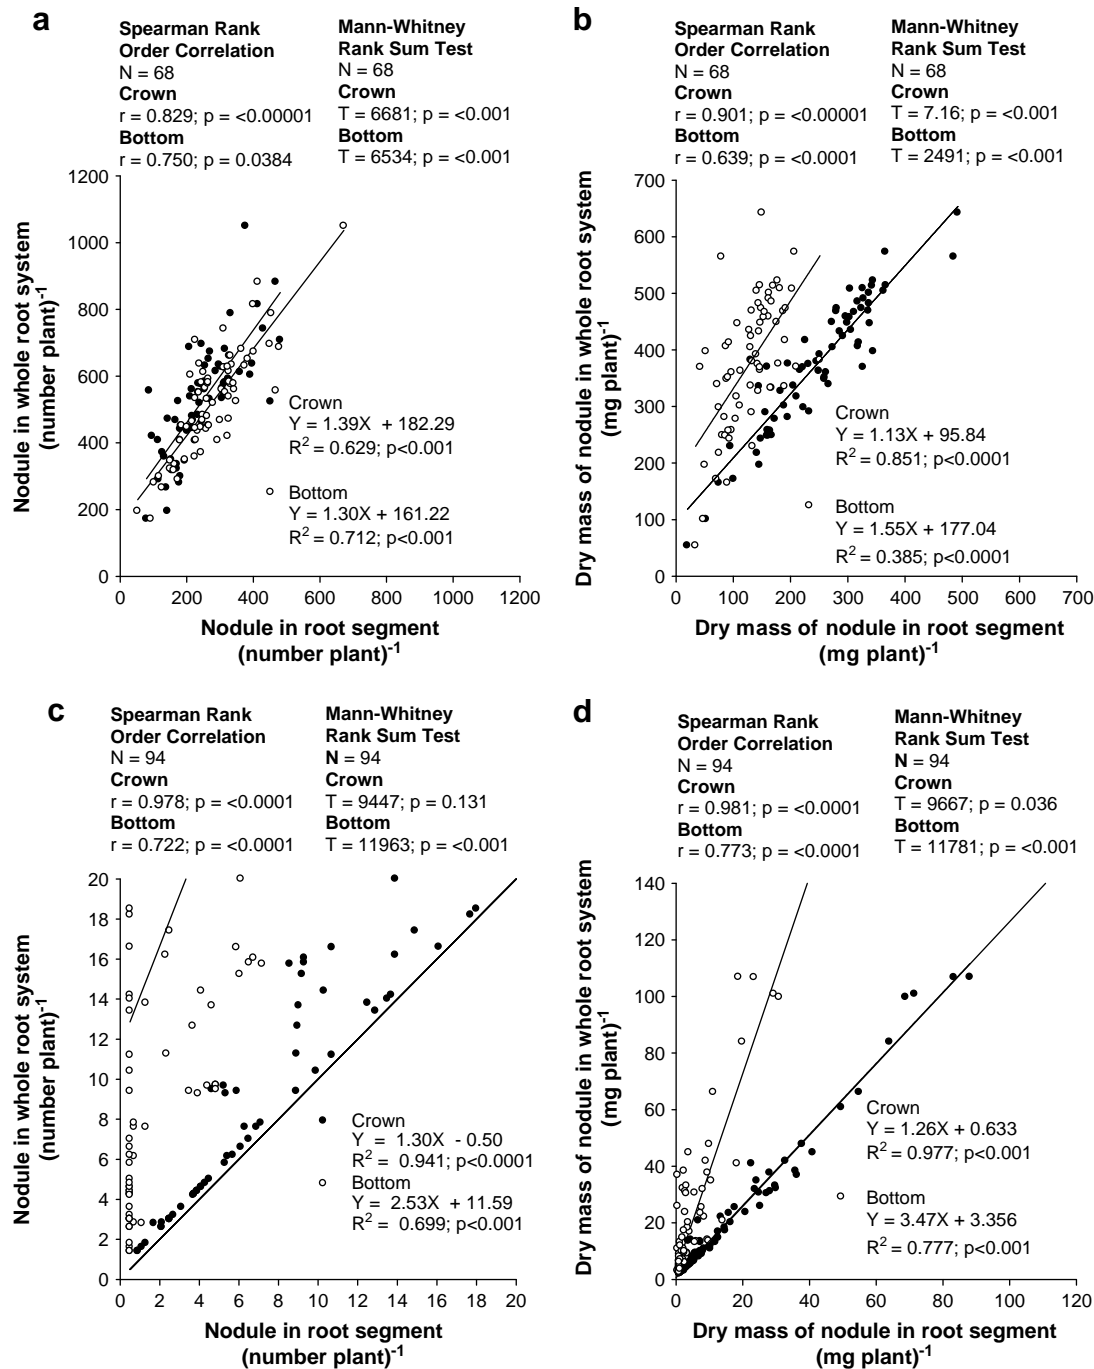 a
Spearman Rank
Order Correlation
N = 68
Crown
r = 0.829; p = <0.00001
Bottom
r = 0.750; p = 0.0384
Mann-Whitney
Rank Sum Test
N = 68
Crown
T = 6681; p = <0.001
Bottom
T = 6534; p = <0.001
Nodule in whole root system
(number plant)-1
1200
1000
800
600
400
200
0
Crown
Y = 1.39X + 182.29
R2 = 0.629; p<0.001
Bottom
Y = 1.30X + 161.22
R2 = 0.712; p<0.001
0 200 400 600 800 1000 1200
Nodule in root segment
(number plant)-1
b
Spearman Rank
Order Correlation
N = 68
Crown
r = 0.901; p = <0.00001
Bottom
r = 0.639; p = <0.0001
Mann-Whitney
Rank Sum Test
N = 68
Crown
T = 7.16; p = <0.001
Bottom
T = 2491; p = <0.001
Dry mass of nodule in whole root system
(mg plant)-1
700
600
500
400
300
200
100
0
Crown
Y = 1.13X + 95.84
R2 = 0.851; p<0.0001
Bottom
Y = 1.55X + 177.04
R2 = 0.385; p<0.0001
0 100 200 300 400 500 600 700
Dry mass of nodule in root segment
(mg plant)-1
c
Spearman Rank
Order Correlation
N = 94
Crown
r = 0.978; p = <0.0001
Bottom
r = 0.722; p = <0.0001
Mann-Whitney
Rank Sum Test
N = 94
Crown
T = 9447; p = 0.131
Bottom
T = 11963; p = <0.001
Nodule in whole root system
(number plant)-1
20
18
16
14
12
10
8
6
4
2
0
Crown
Y = 1.30X - 0.50
R2 = 0.941; p<0.0001
Bottom
Y = 2.53X + 11.59
R2 = 0.699; p<0.001
0 2 4 6 8 10 12 14 16 18 20
Nodule in root segment
(number plant)-1
d
Spearman Rank
Order Correlation
N = 94
Crown
r = 0.981; p = <0.0001
Bottom
r = 0.773; p = <0.0001
Mann-Whitney
Rank Sum Test
N = 94
Crown
T = 9667; p = 0.036
Bottom
T = 11781; p = <0.001
Dry mass of nodule in whole root system
(mg plant)-1
140
120
100
80
60
40
20
0
Crown
Y = 1.26X + 0.633
R2 = 0.977; p<0.001
Bottom
Y = 3.47X + 3.356
R2 = 0.777; p<0.001
0 20 40 60 80 100 120
Dry mass of nodule in root segment
(mg plant)-1